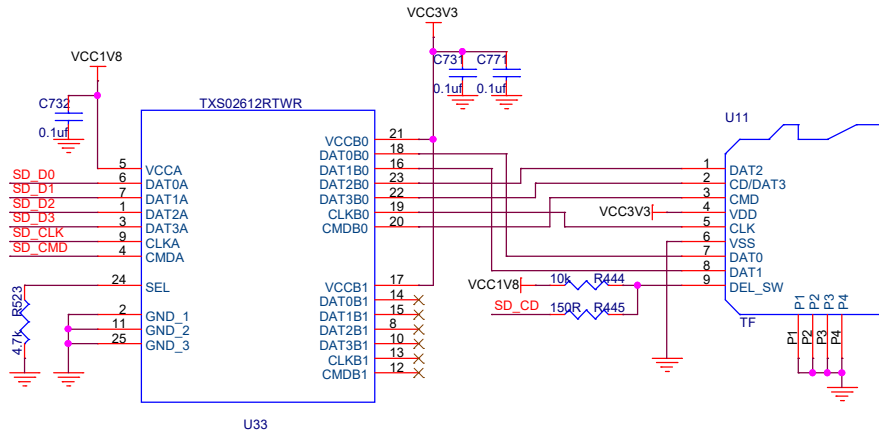 VCC3V3
VCC1V8
C731
C771
0.1uf
0.1uf
C732
0.1uf
TXS02612RTWR
U11
VCCB0 21
DAT0B0 18
5 VCCA
DAT1B0 16
6 DAT0A
SD_D0
DAT2B0 23
7 DAT1A
SD_D1
DAT3B0 22
1 DAT2A
SD_D2
CLKB0 19
3 DAT3A
SD_D3
CMDB0 20
9 CLKA
SD_CLK
4 CMDA
SD_CMD
1 DAT2
2 CD/DAT3
3 CMD
VCC3V3
4 VDD
5 CLK
6 VSS
7 DAT0
8 DAT1
9 DEL_SW
24 SEL
R523
4.7k
2 GND_1
11 GND_2
25 GND_3
VCCB1 17
DAT0B1 14
DAT1B1 15
DAT2B1 8
DAT3B1 10
CLKB1 13
CMDB1 12
VCC1V8
10k R444
SD_CD
150R R445
P1
P2
P3
P4
TF
P1
P2
P3
P4
U33